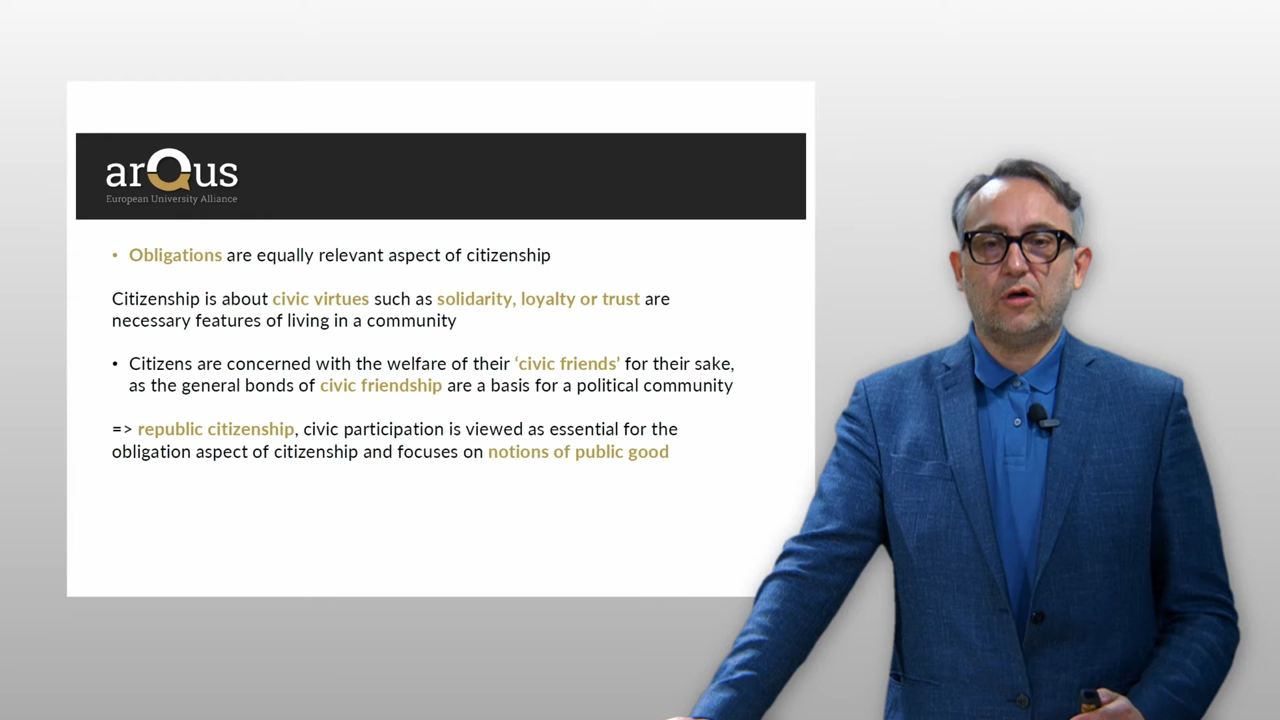 arQus
European University Alliance
• Obligations are equally relevant aspect of citizenship
Citizenship is about civic virtues such as solidarity, loyalty or trust are
necessary features of living in a community
• Citizens are concerned with the welfare of their ‘civic friends’ for their sake,
as the general bonds of civic friendship are a basis for a political community
=> republic citizenship, civic participation is viewed as essential for the
obligation aspect of citizenship and focuses on notions of public good